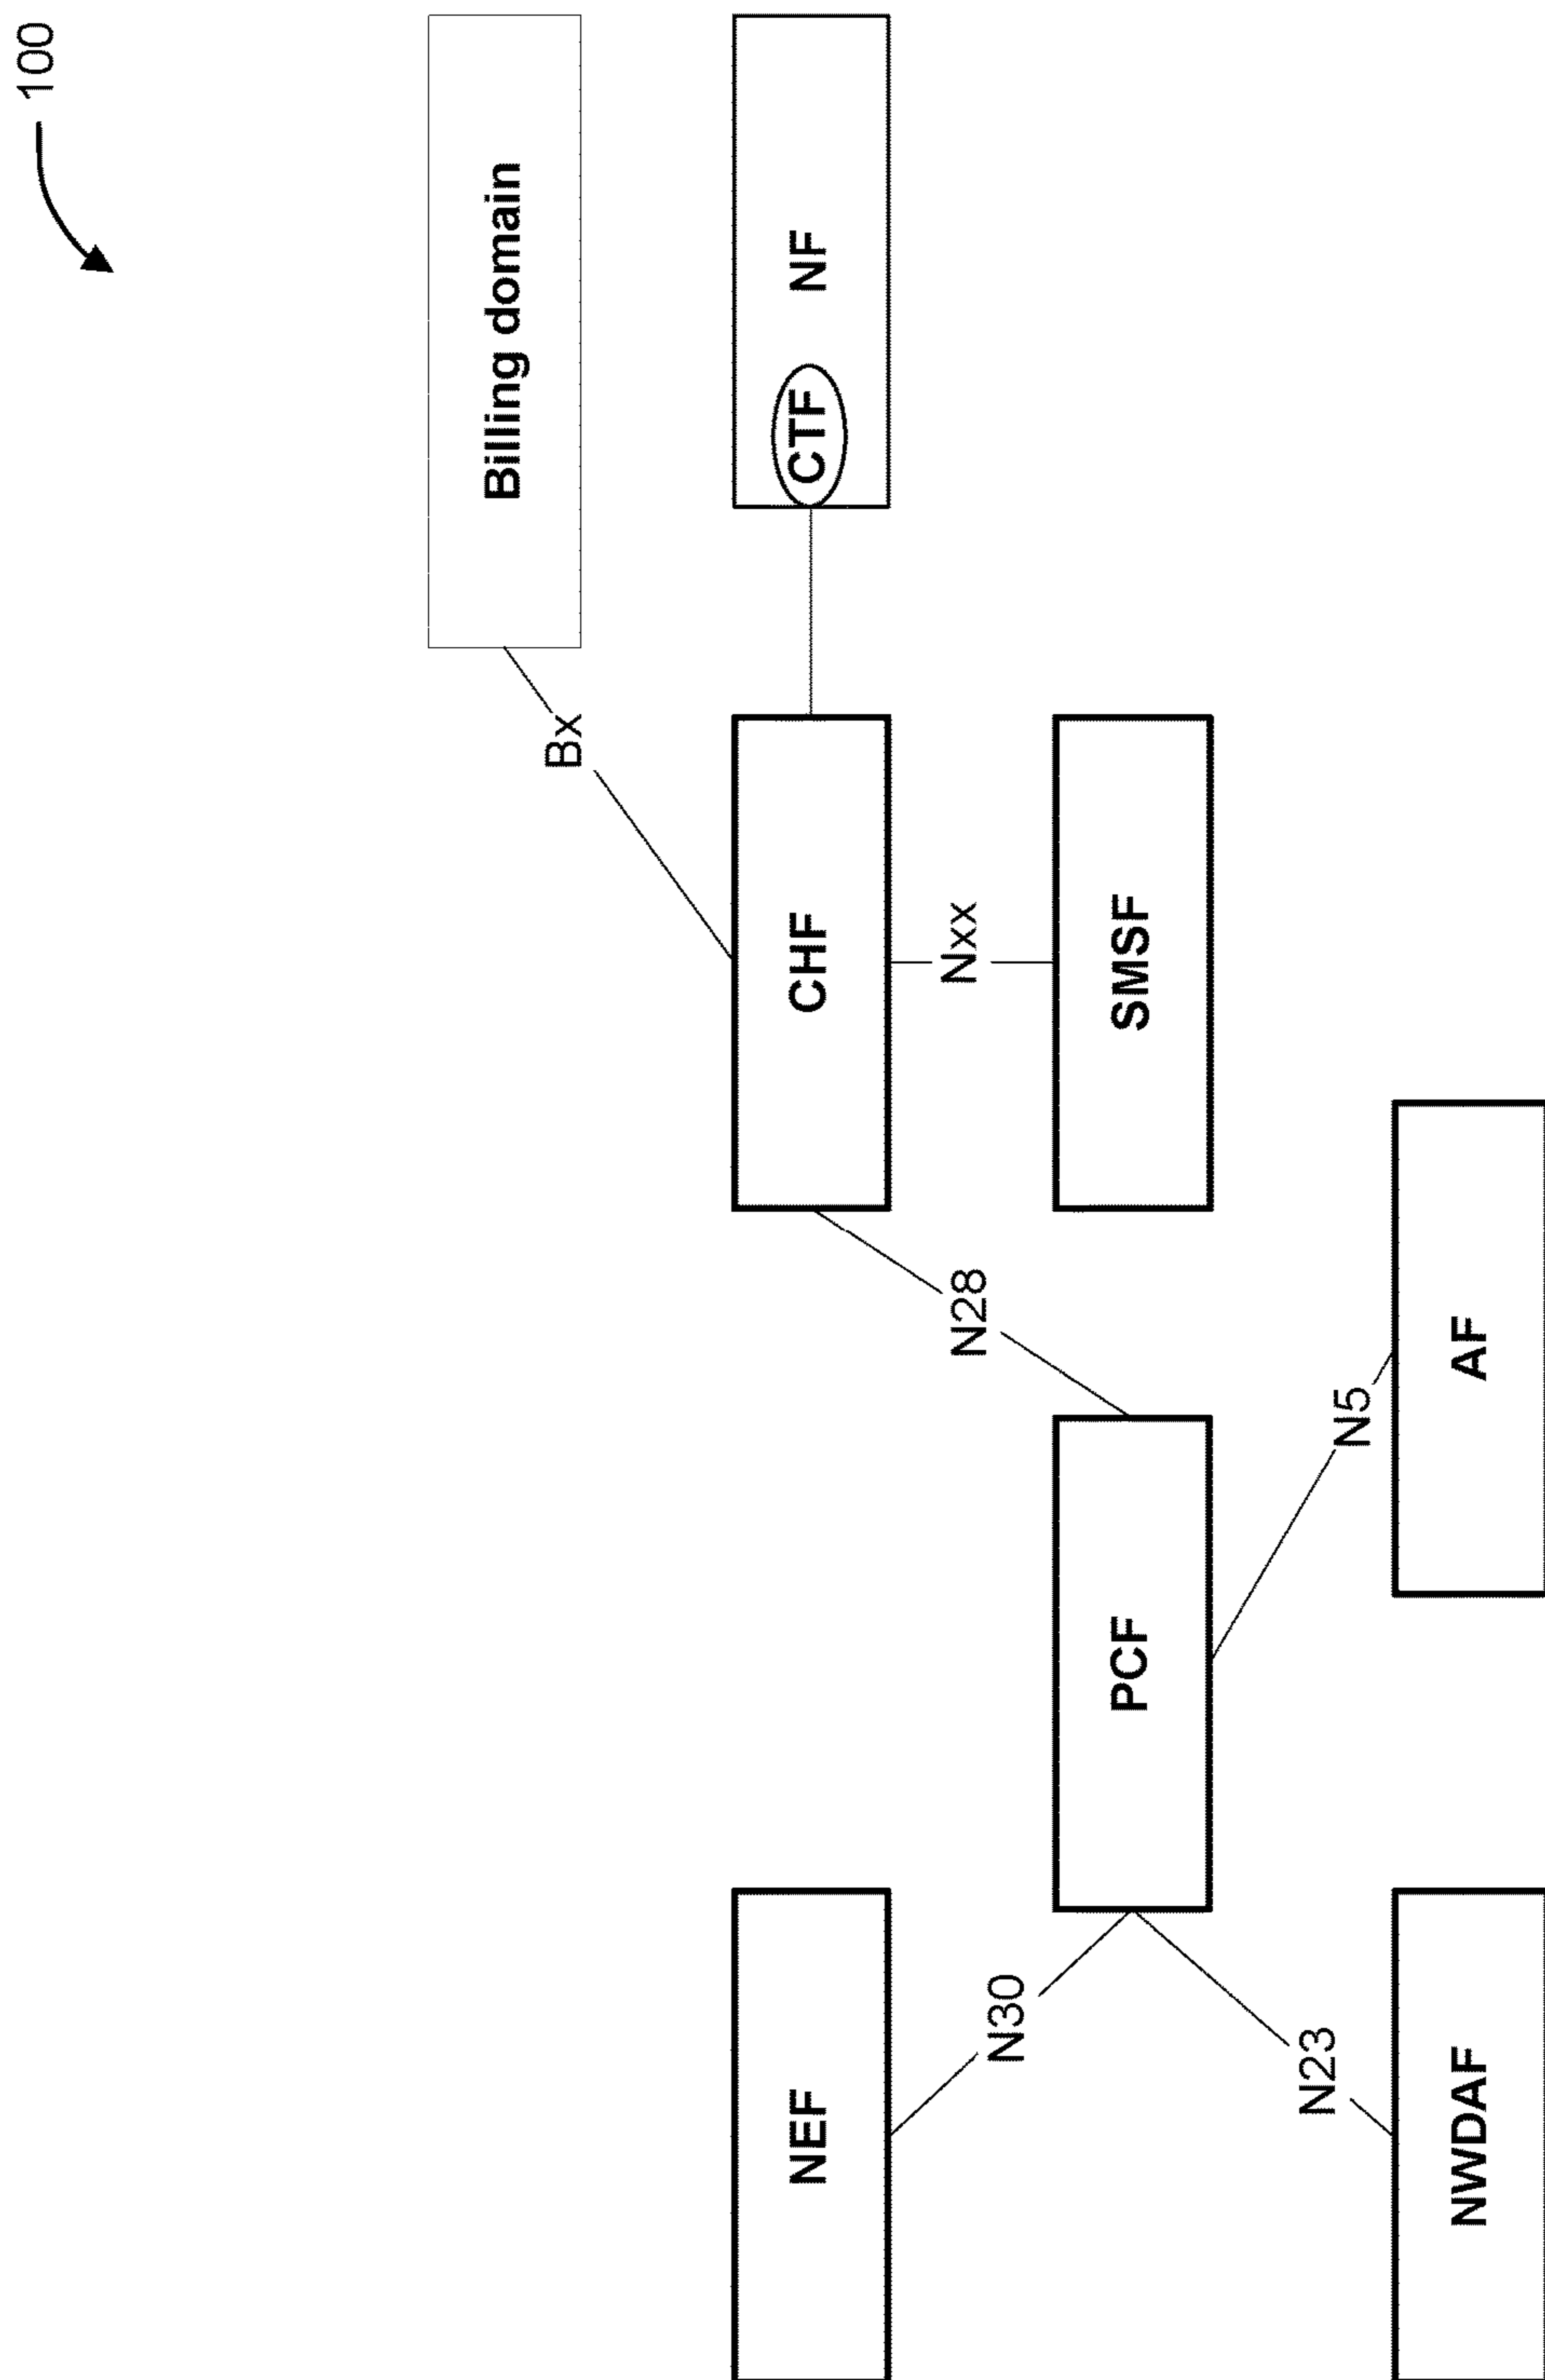 100
Billing domain
Bx
NEF
CHF
CTF
NF
N30
N28
Nxx
PCF
SMSF
N23
N5
NWDAF
AF